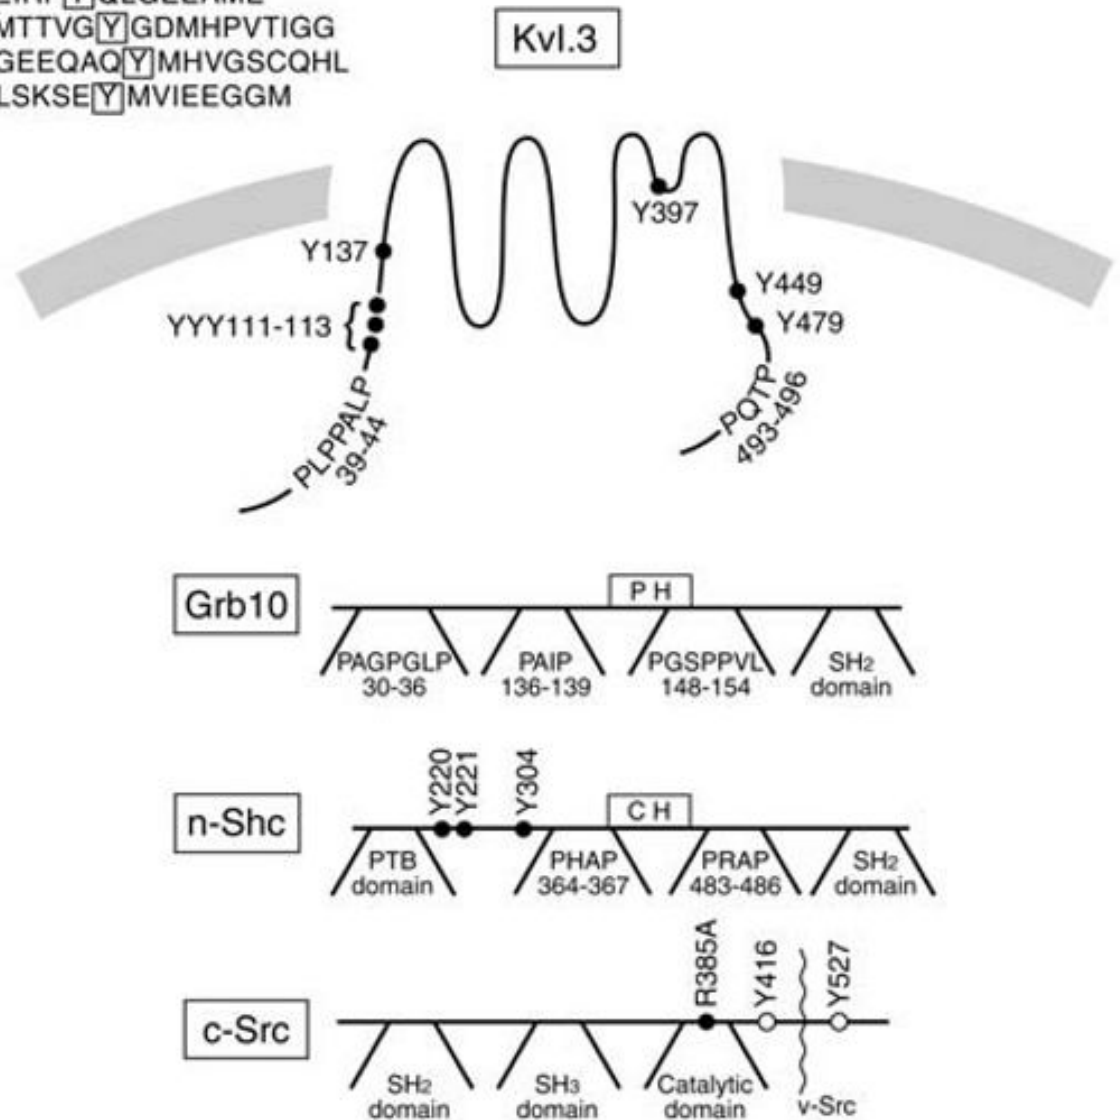 MTTVGYGDMHPVTIGG
GEEQAQYMHVGSCQHL
LSKSEYMVIEEGGM
Kvl.3
Y397
Y137
Y449
YYY111-113
Y479
PLPPALP
39-44
PQTP
493-496
Grb10
PH
PAGPGLP
30-36
PAIP
136-139
PGSPPVL
148-154
SH2
domain
n-Shc
Y220
Y221
Y304
CH
PTB
domain
PHAP
364-367
PRAP
483-486
SH2
domain
c-Src
R385A
Y416
Y527
SH2
domain
SH3
domain
Catalytic
domain
v-Src